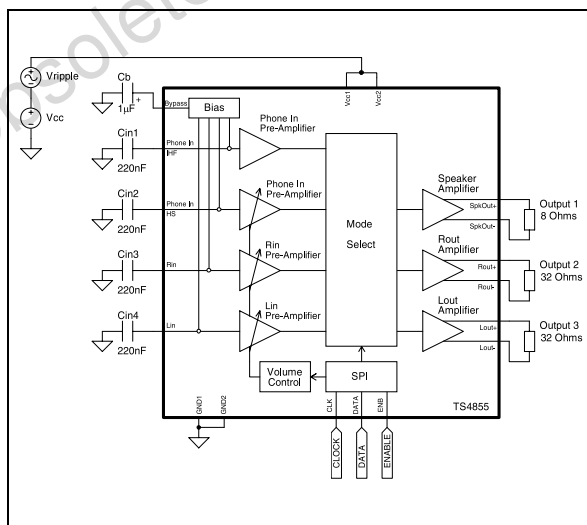 obsolete
Vripple
Vcc
Cb
1µF
+
Bypass
Bias
Vcc1
Vcc2
Cin1
220nF
Phone In
IHF
Phone In
Pre-Amplifier
Cin2
220nF
Phone In
HS
Phone In
Pre-Amplifier
Cin3
220nF
Rin
Rin
Pre-Amplifier
Cin4
220nF
Lin
Lin
Pre-Amplifier
Mode
Select
Speaker
Amplifier
SpkOut+
SpkOut-
Output 1
8 Ohms
Rout
Amplifier
Rout+
Rout-
Output 2
32 Ohms
Lout
Amplifier
Lout+
Lout-
Output 3
32 Ohms
Volume
Control
SPI
GND1
GND2
CLK
DATA
ENB
TS4855
CLOCK
DATA
ENABLE